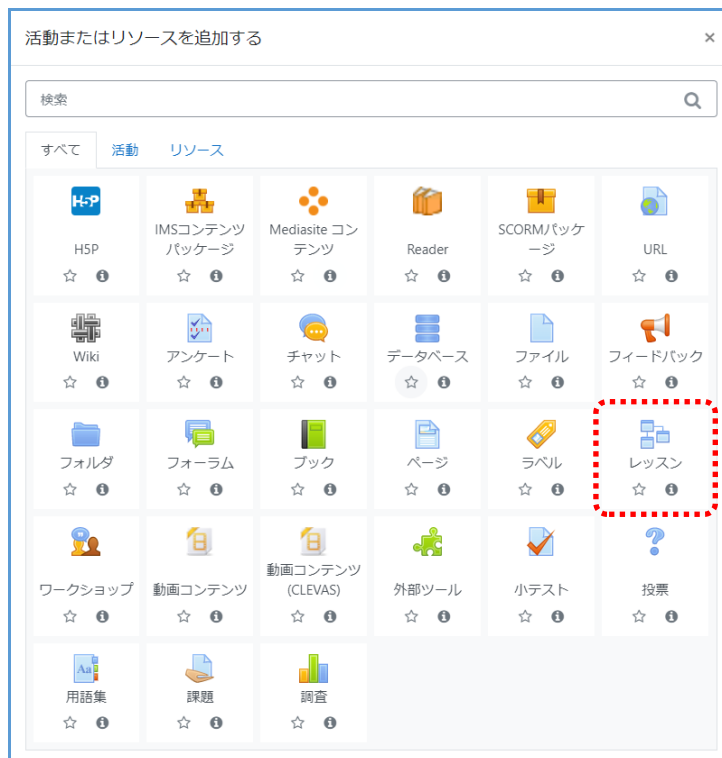 活動またはリソースを追加する ×
検索
すべて 活動 リソース
H5P
H5P
IMSコンテンツ
パッケージ
Mediasite コン
テンツ
Reader
SCORMパッケ
ージ
URL
Wiki
アンケート
チャット
データベース
ファイル
フィードバック
フォルダ
フォーラム
ブック
ページ
ラベル
レッスン
ワークショップ
動画コンテンツ
動画コンテンツ
(CLEVAS)
外部ツール
小テスト
投票
Aa
用語集
課題
調査